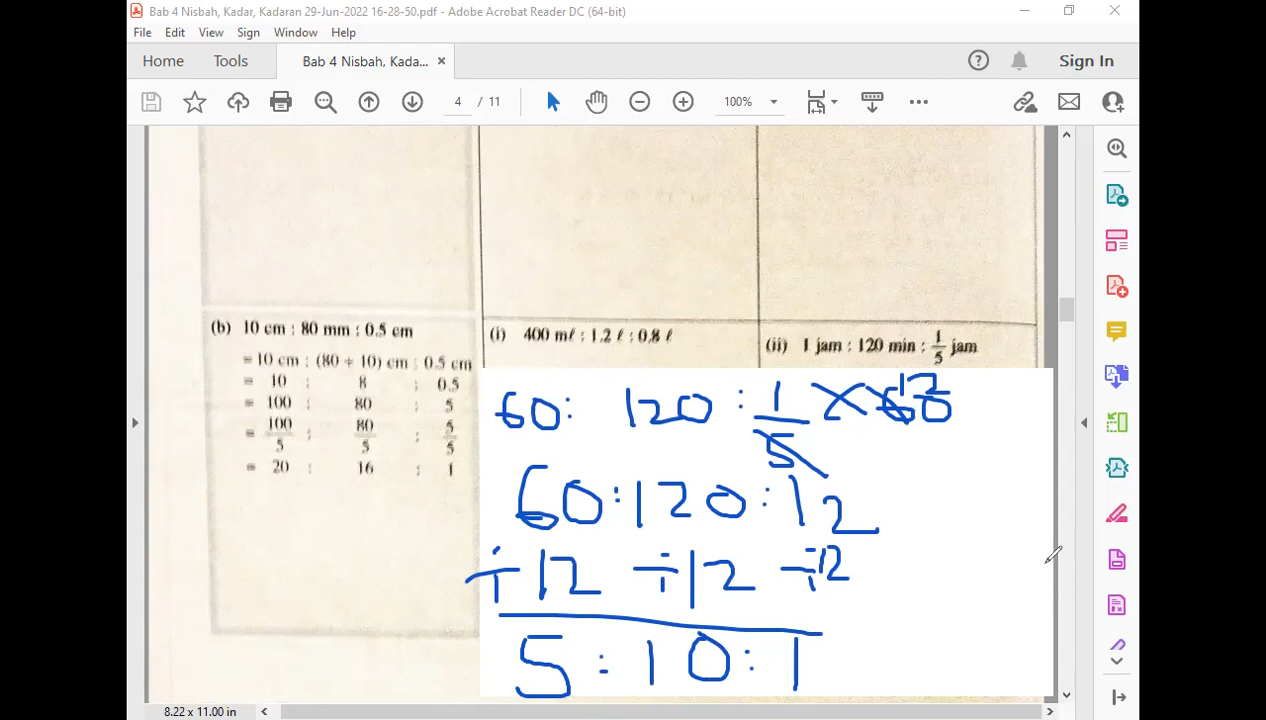 Bab 4 Nisbah, Kadar, Kadaran 29-Jun-2022 16-28-50.pdf - Adobe Acrobat Reader DC (64-bit)
File Edit View Sign Window Help
Home Tools Bab 4 Nisbah, Kada... × Sign In
4 / 11 100%
(b) 10 cm : 80 mm : 0.5 cm
= 10 cm : (80 ÷ 10) cm : 0.5 cm
= 10 : 8 : 0.5
= 100 : 80 : 5
= 100/5 : 80/5 : 5/5
= 20 : 16 : 1
(i) 400 mℓ : 1.2 ℓ : 0.8 ℓ
(ii) 1 jam : 120 min : 1/5 jam
60 : 120 : 1/5 × 60 12
60 : 120 : 12
÷ 12 ÷ 12 ÷ 12
5 : 10 : 1
8.22 x 11.00 in